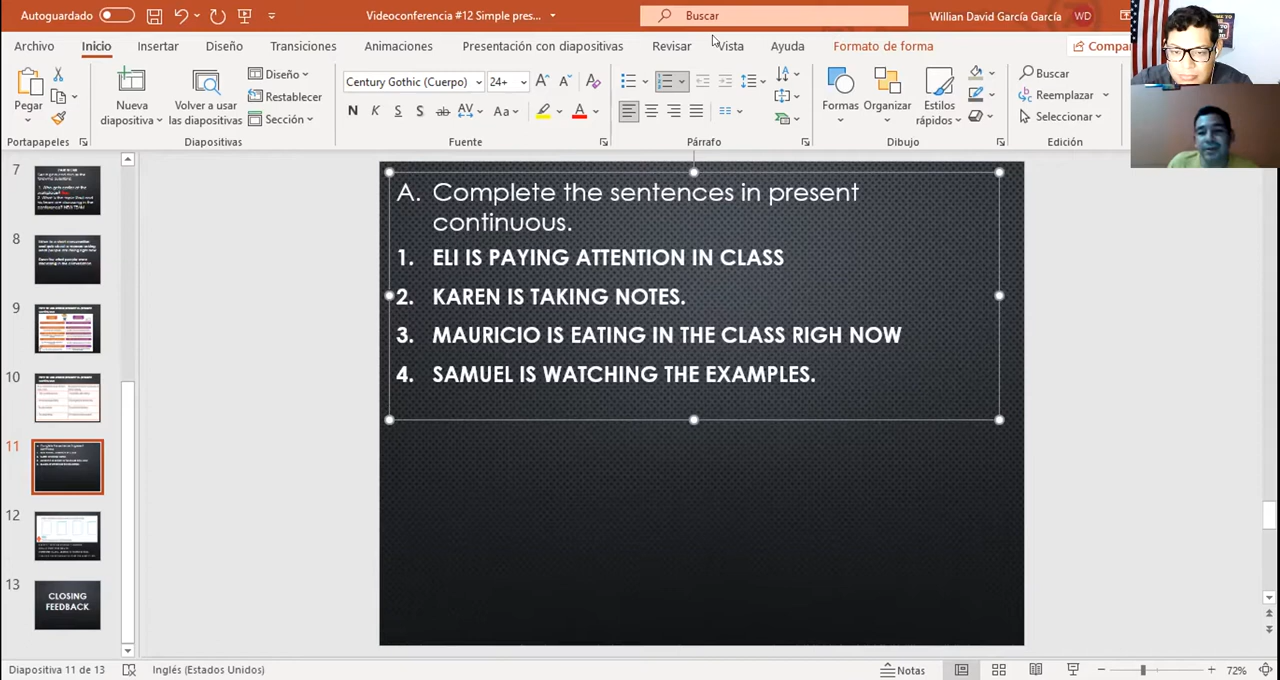 Autoguardado
Videoconferencia #12 Simple pres...
Buscar
Willian David García García
WD
Archivo
Inicio
Insertar
Diseño
Transiciones
Animaciones
Presentación con diapositivas
Revisar
Vista
Ayuda
Formato de forma
Compar
Pegar
Nueva
diapositiva
Volver a usar
las diapositivas
Diseño
Restablecer
Sección
Century Gothic (Cuerpo)
24+
N K S S ab AV Aa A
Formas
Organizar
Estilos
rápidos
Buscar
Reemplazar
Seleccionar
Portapapeles
Diapositivas
Fuente
Párrafo
Dibujo
Edición
7
8
9
10
11
12
13
CLOSING
FEEDBACK
A. Complete the sentences in present
continuous.
1. ELI IS PAYING ATTENTION IN CLASS
2. KAREN IS TAKING NOTES.
3. MAURICIO IS EATING IN THE CLASS RIGH NOW
4. SAMUEL IS WATCHING THE EXAMPLES.
Diapositiva 11 de 13
Inglés (Estados Unidos)
Notas
72%